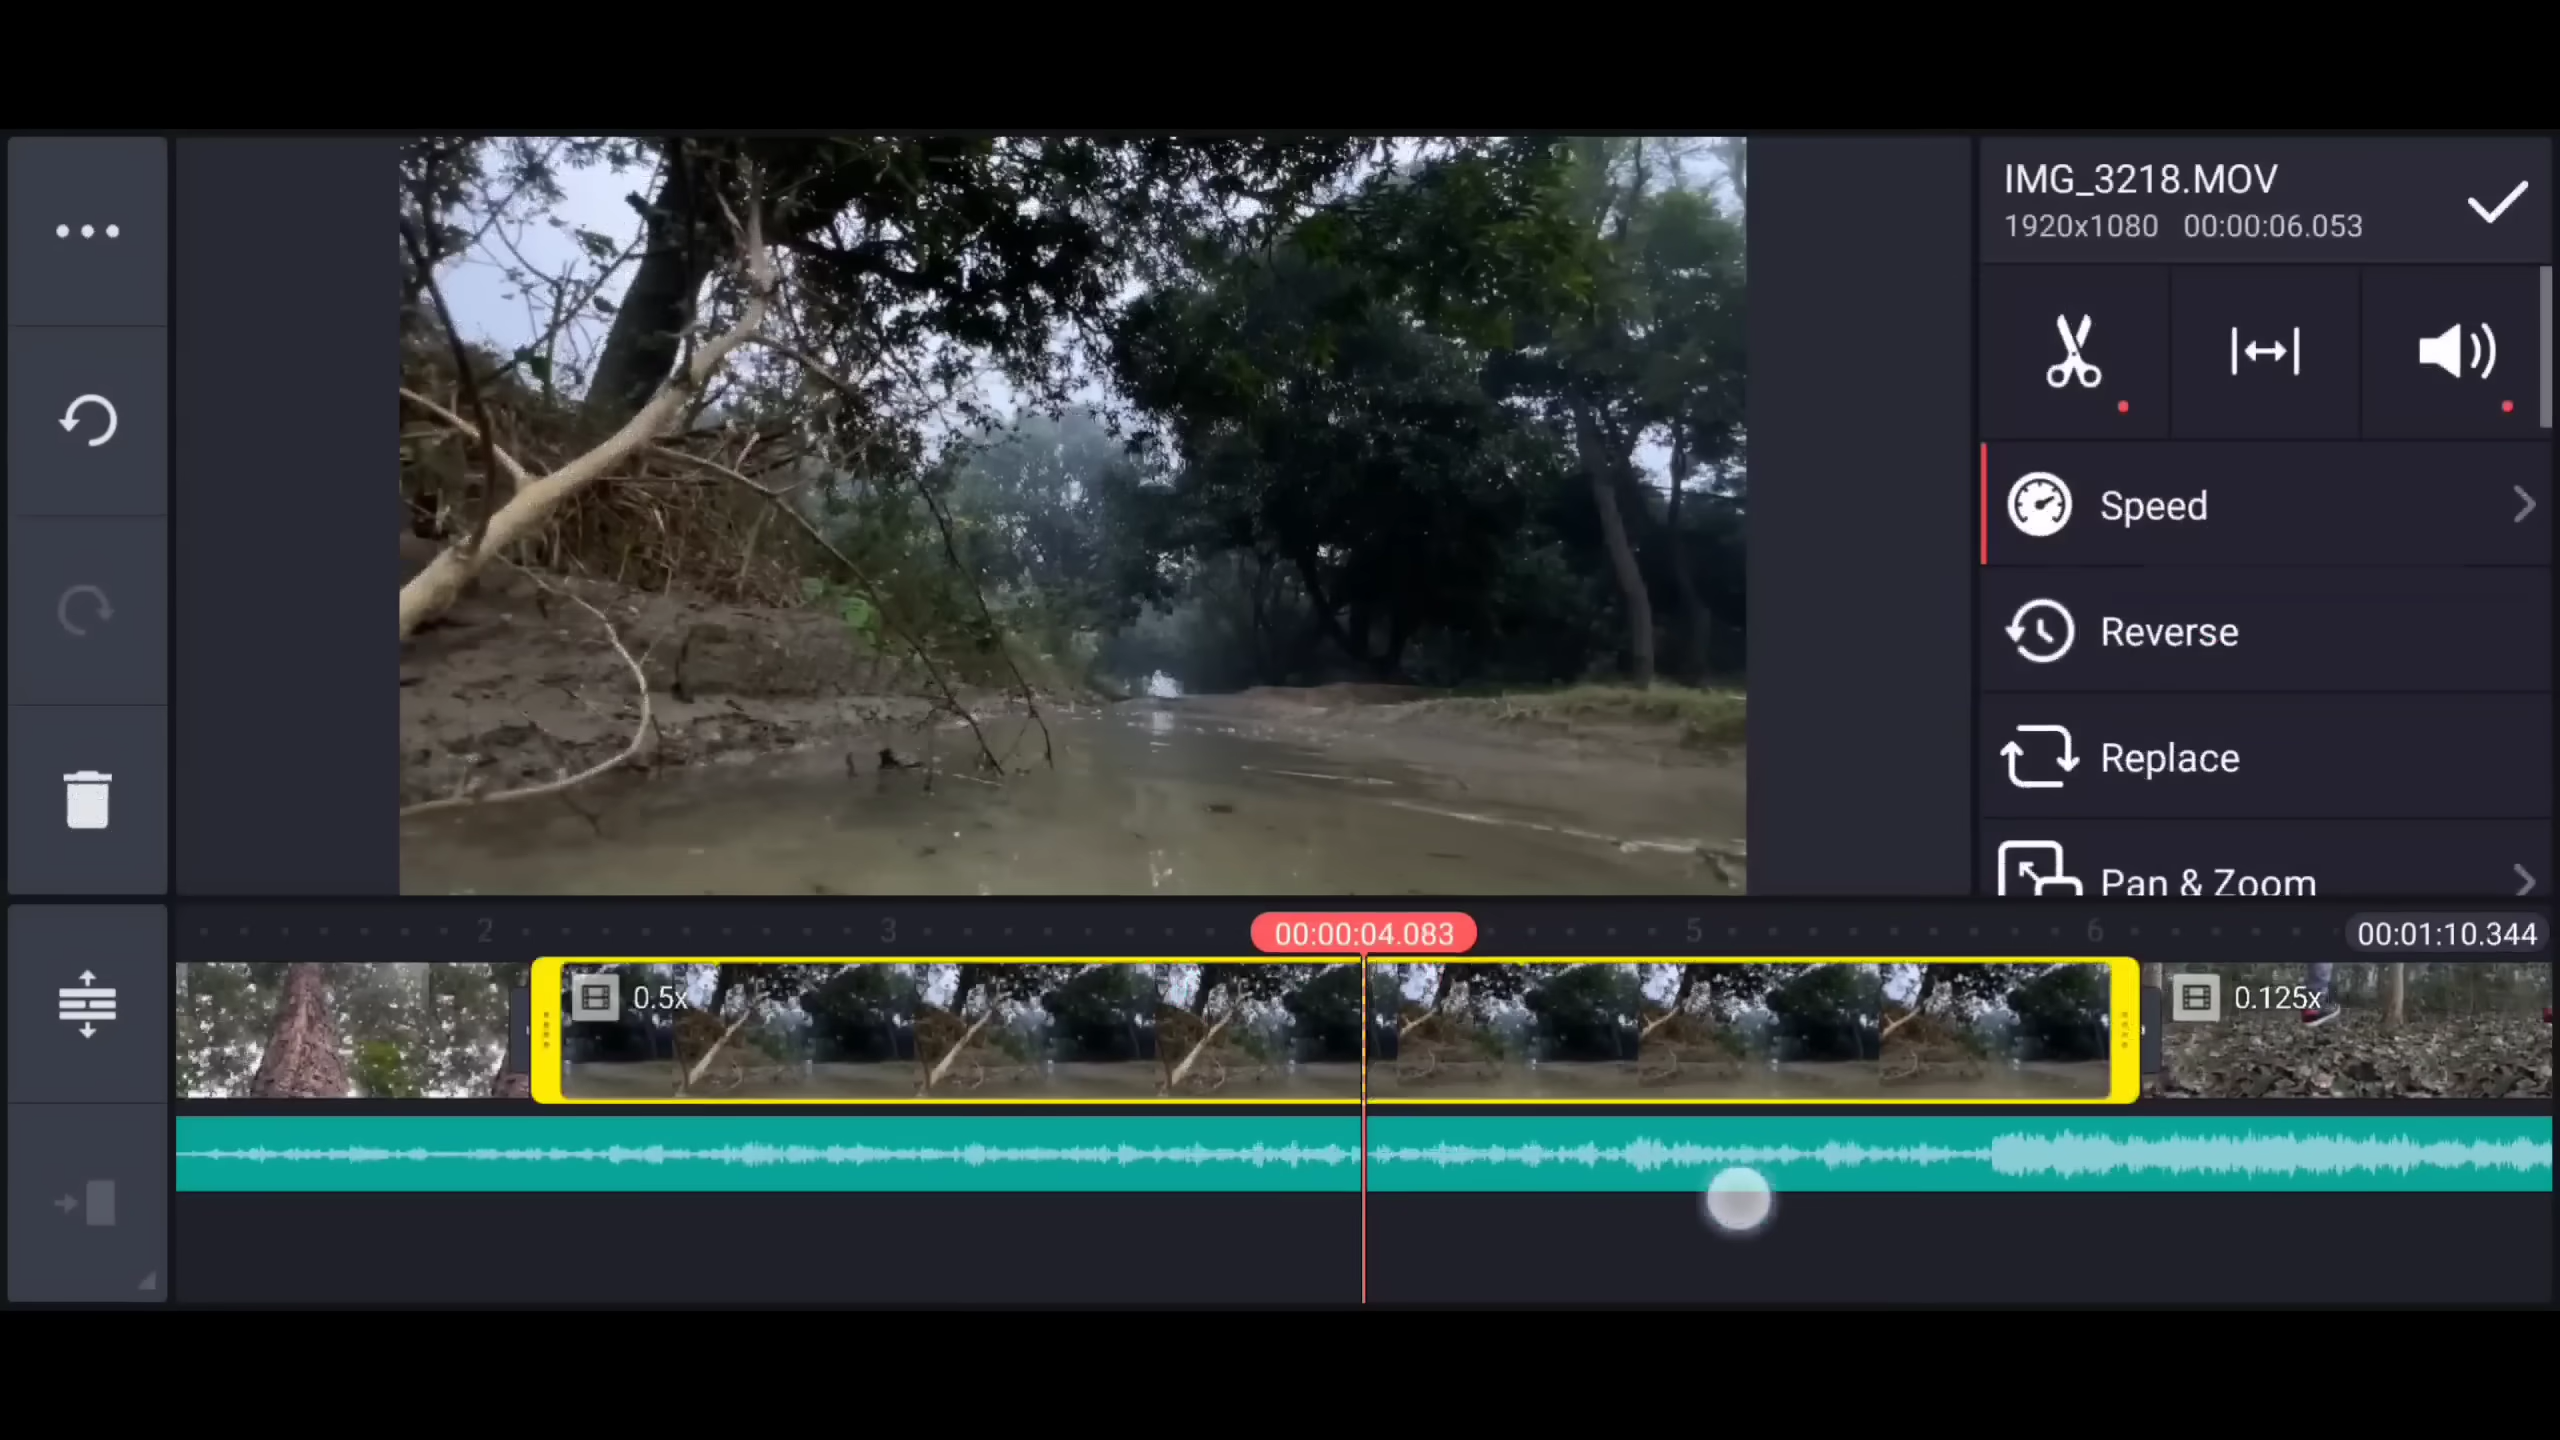 IMG_3218.MOV
1920x1080 00:00:06.053
Speed
Reverse
Replace
Pan & Zoom
2 3 00:00:04.083 5 6 00:01:10.344
0.5x 0.125x